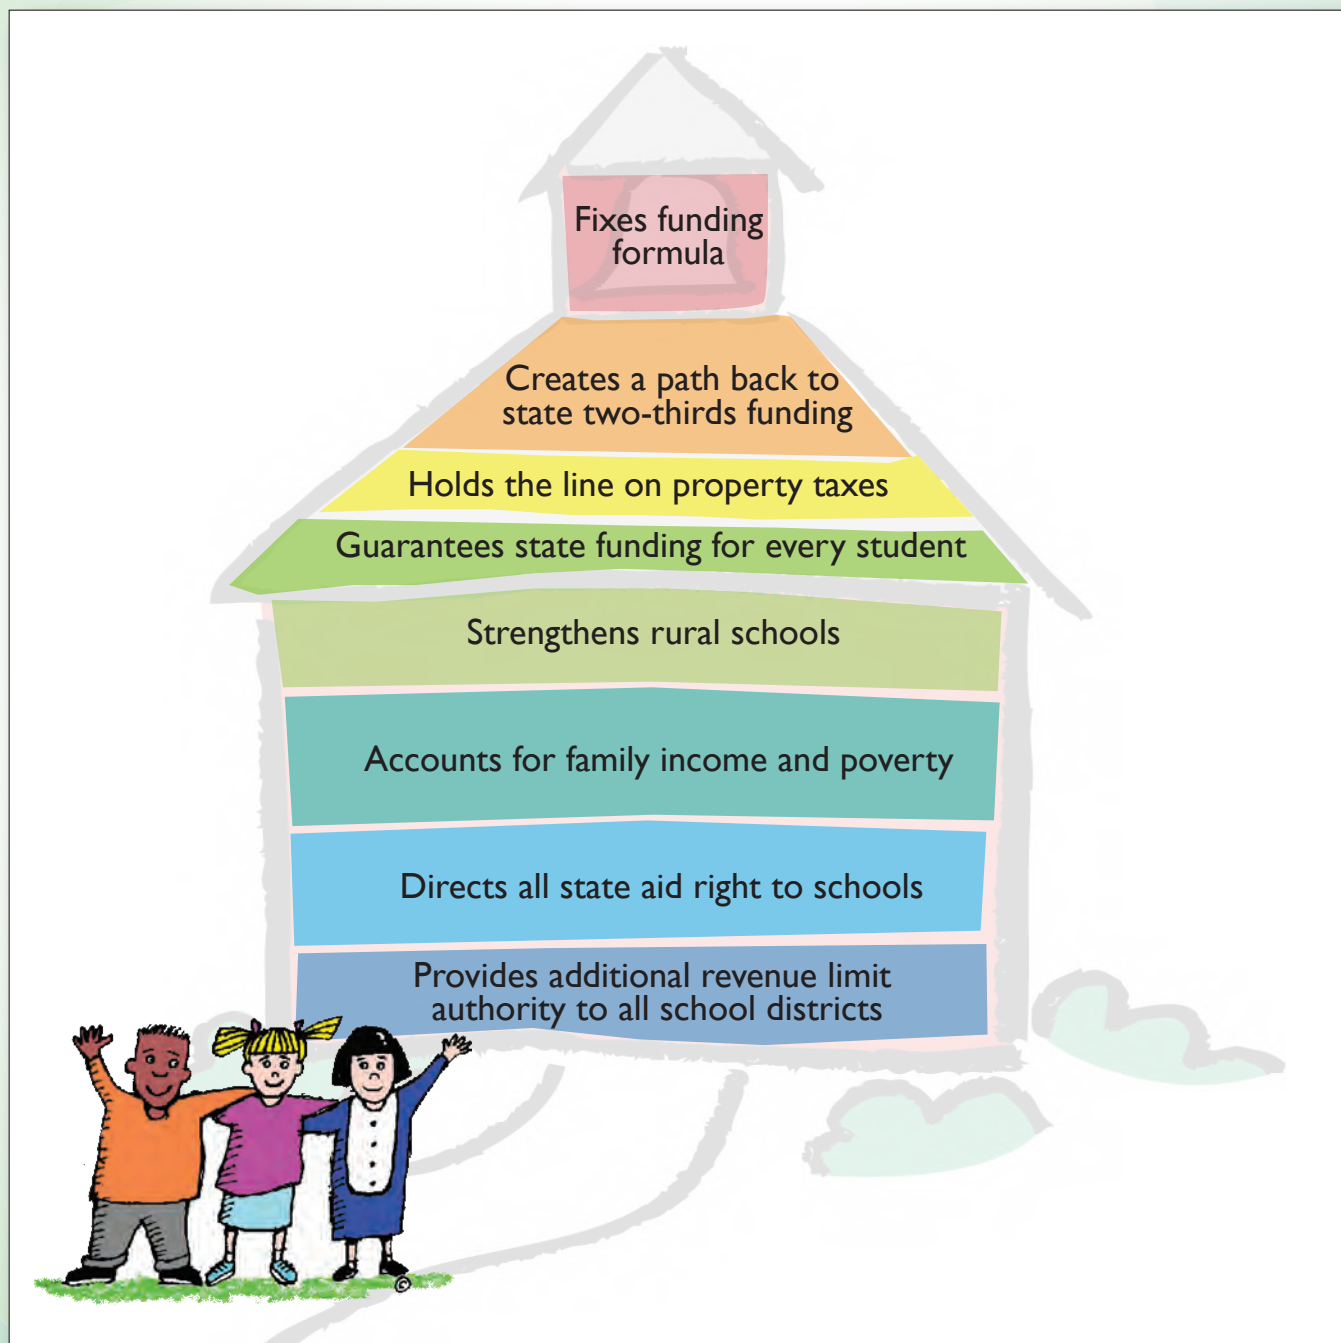 Fixes funding
formula
Creates a path back to
state two-thirds funding
Holds the line on property taxes
Guarantees state funding for every student
Strengthens rural schools
Accounts for family income and poverty
Directs all state aid right to schools
Provides additional revenue limit
authority to all school districts
©